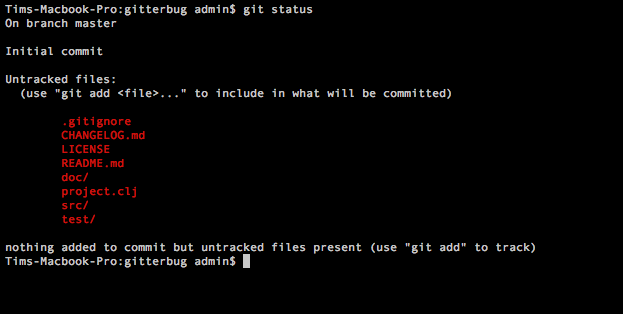 Tims-Macbook-Pro:gitterbug admin$ git status
On branch master
Initial commit
Untracked files:
(use "git add <file>..." to include in what will be committed)
.gitignore
CHANGELOG.md
LICENSE
README.md
doc/
project.clj
src/
test/
nothing added to commit but untracked files present (use "git add" to track)
Tims-Macbook-Pro:gitterbug admin$